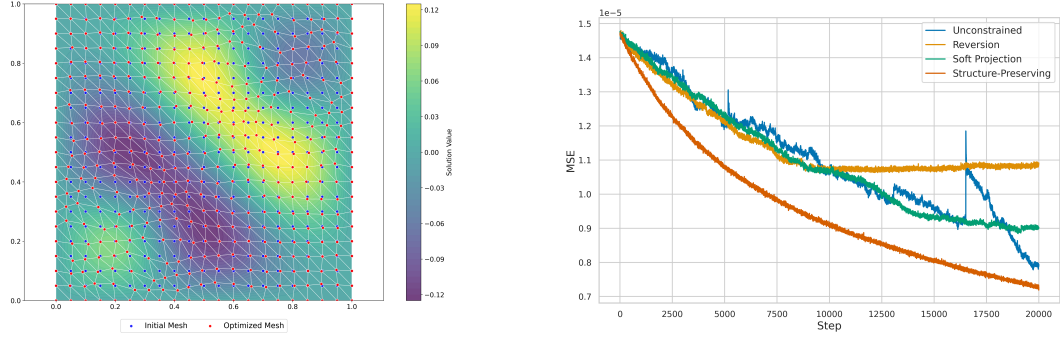 1.0
0.8
0.6
0.4
0.2
0.0
0.0 0.2 0.4 0.6 0.8 1.0
Initial Mesh Optimized Mesh
0.12
0.09
0.06
0.03
0.00
−0.03
−0.06
−0.09
−0.12
Solution Value
1e−5
1.5
1.4
1.3
1.2
1.1
1.0
0.9
0.8
0.7
MSE
0 2500 5000 7500 10000 12500 15000 17500 20000
Step
Unconstrained
Reversion
Soft Projection
Structure-Preserving